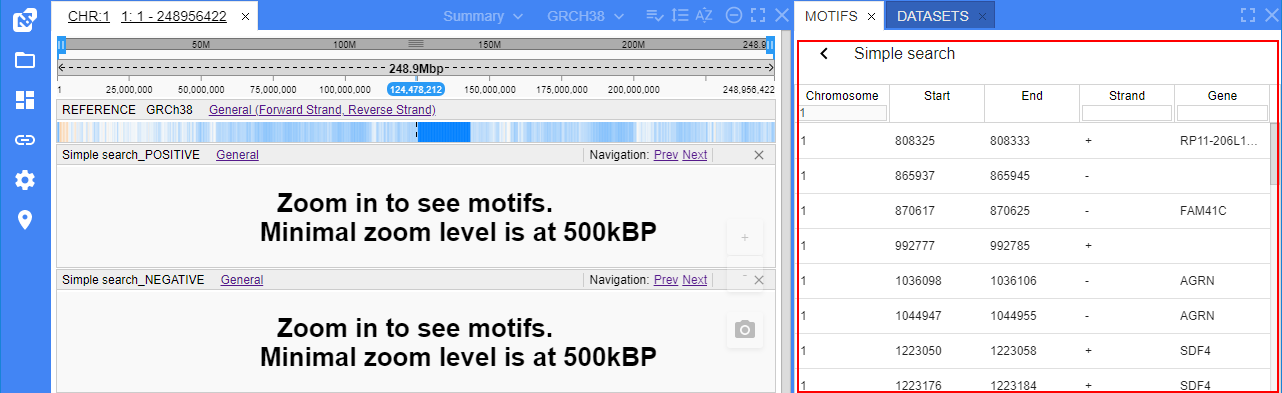 CHR:1 1: 1 - 248956422 Summary GRCH38
50M 100M 150M 200M 248.9
248.9Mbp
1 25,000,000 50,000,000 75,000,000 100,000,000 124,478,212 150,000,000 175,000,000 200,000,000 248,956,422
REFERENCE GRCh38 General (Forward Strand, Reverse Strand)
Simple search_POSITIVE General Navigation: Prev Next
Zoom in to see motifs.
Minimal zoom level is at 500kBP
Simple search_NEGATIVE General Navigation: Prev Next
Zoom in to see motifs.
Minimal zoom level is at 500kBP
MOTIFS DATASETS
Simple search
Chromosome Start End Strand Gene
1
1 808325 808333 + RP11-206L1...
1 865937 865945 -
1 870617 870625 - FAM41C
1 992777 992785 +
1 1036098 1036106 - AGRN
1 1044947 1044955 - AGRN
1 1223050 1223058 + SDF4
1 1223176 1223184 + SDF4